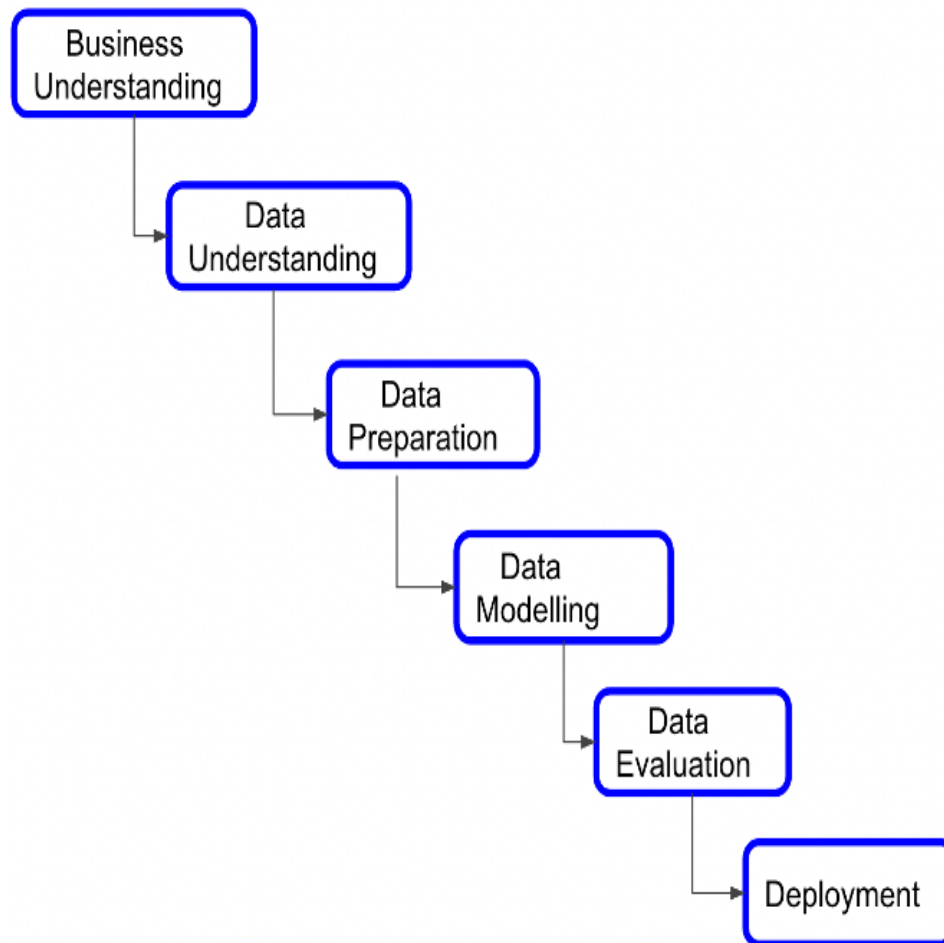 Business
Understanding
Data
Understanding
Data
Preparation
Data
Modelling
Data
Evaluation
Deployment